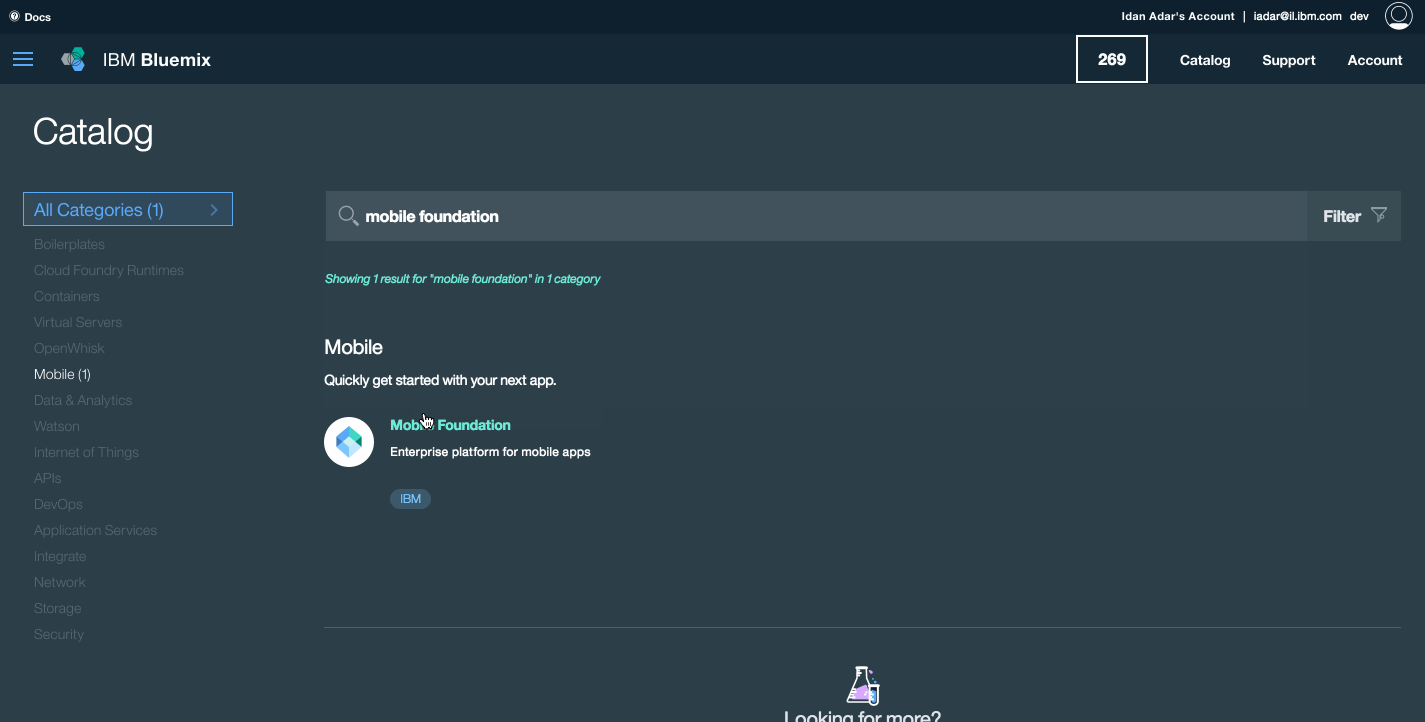 Docs
Idan Adar's Account | iadar@il.ibm.com dev
IBM Bluemix
269
Catalog
Support
Account
Catalog
All Categories (1)
Boilerplates
Cloud Foundry Runtimes
Containers
Virtual Servers
OpenWhisk
Mobile (1)
Data & Analytics
Watson
Internet of Things
APIs
DevOps
Application Services
Integrate
Network
Storage
Security
mobile foundation
Filter
Showing 1 result for "mobile foundation" in 1 category
Mobile
Quickly get started with your next app.
Mobile Foundation
Enterprise platform for mobile apps
IBM
Looking for more?